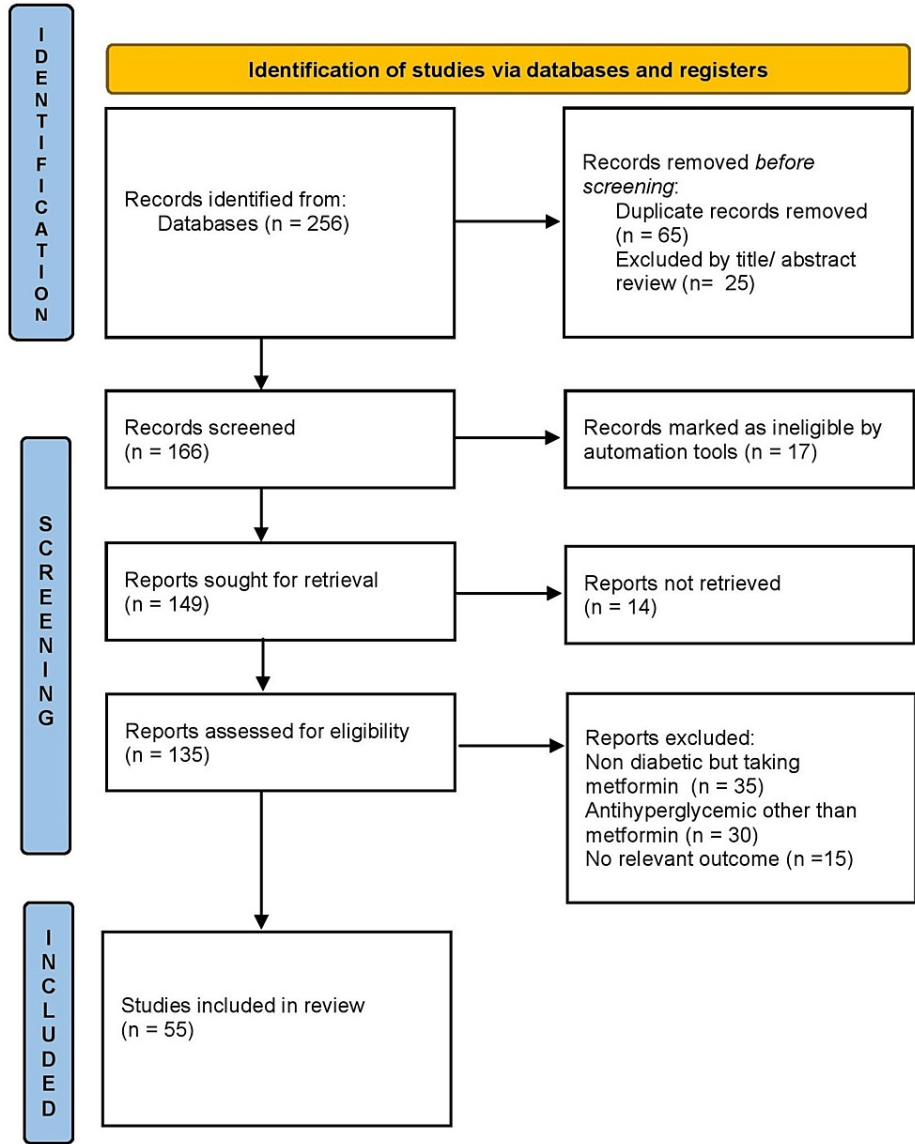 IDENTIFICATION
Identification of studies via databases and registers
Records identified from:
Databases (n = 256)
Records removed before
screening:
Duplicate records removed
(n = 65)
Excluded by title/ abstract
review (n=  25)
SCREENING
Records screened
(n = 166)
Records marked as ineligible by
automation tools (n = 17)
Reports sought for retrieval
(n = 149)
Reports not retrieved
(n = 14)
Reports assessed for eligibility
(n = 135)
Reports excluded:
Non diabetic but taking
metformin  (n = 35)
Antihyperglycemic other than
metformin (n = 30)
No relevant outcome (n =15)
INCLUDED
Studies included in review
(n = 55)